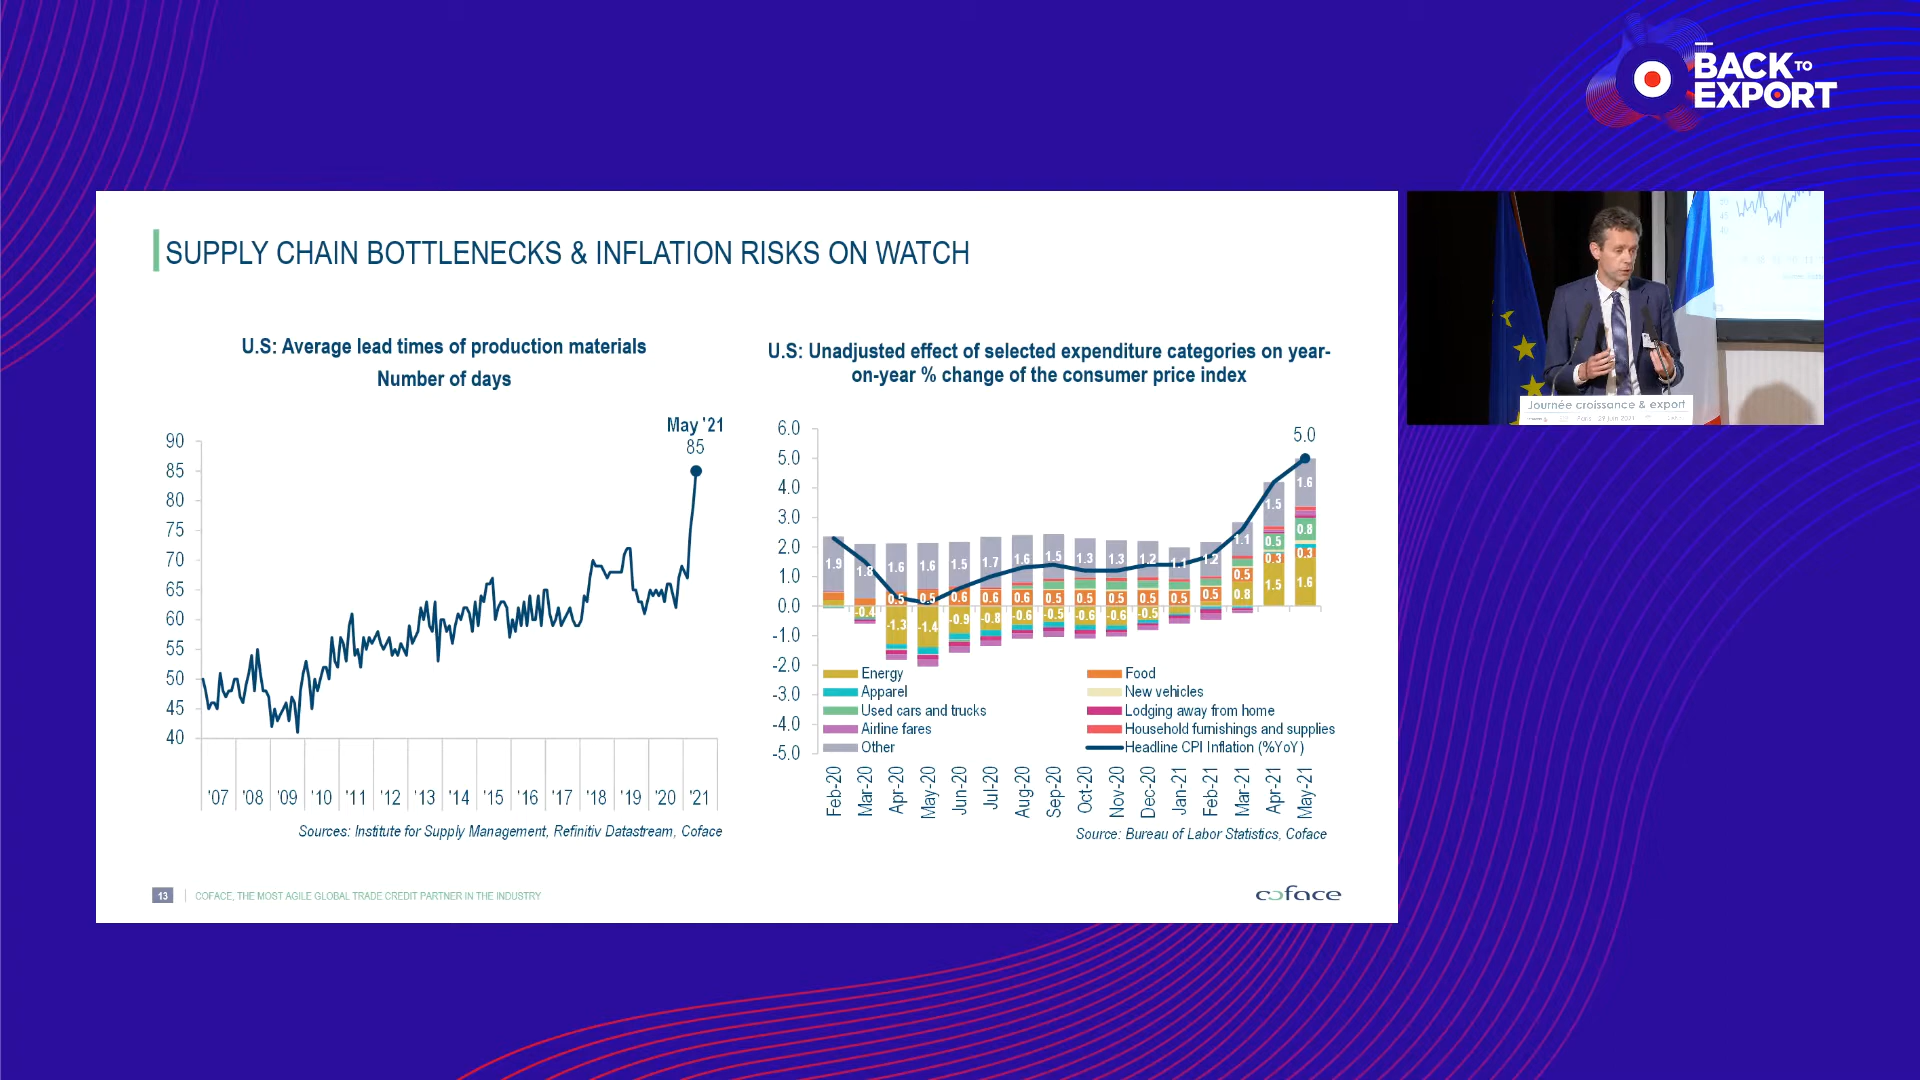 BACK TO
EXPORT
SUPPLY CHAIN BOTTLENECKS & INFLATION RISKS ON WATCH
U.S: Average lead times of production materials
Number of days
May '21
85
90
85
80
75
70
65
60
55
50
45
40
'07 '08 '09 '10 '11 '12 '13 '14 '15 '16 '17 '18 '19 '20 '21
Sources: Institute for Supply Management, Refinitiv Datastream, Coface
U.S: Unadjusted effect of selected expenditure categories on year-
on-year % change of the consumer price index
6.0
5.0
4.0
3.0
2.0
1.0
0.0
-1.0
-2.0
-3.0
-4.0
-5.0
5.0
1.9 1.8 1.6 1.6 1.5 1.7 1.6 1.5 1.3 1.3 1.2 1.1 1.2 1.1 1.5 1.6
0.5 0.8
0.5 0.5 0.6 0.6 0.6 0.5 0.5 0.5 0.5 0.5 0.5 0.5 0.3 0.3
-0.4 -1.3 -1.4 -0.9 -0.8 -0.6 -0.5 -0.6 -0.6 -0.5 0.8 1.5 1.6
Energy
Food
Apparel
New vehicles
Used cars and trucks
Lodging away from home
Airline fares
Household furnishings and supplies
Other
Headline CPI Inflation (%YoY)
Feb-20 Mar-20 Apr-20 May-20 Jun-20 Jul-20 Aug-20 Sep-20 Oct-20 Nov-20 Dec-20 Jan-21 Feb-21 Mar-21 Apr-21 May-21
Source: Bureau of Labor Statistics, Coface
13
COFACE, THE MOST AGILE GLOBAL TRADE CREDIT PARTNER IN THE INDUSTRY
coface
Journée croissance & export
Paris 29 juin 2021